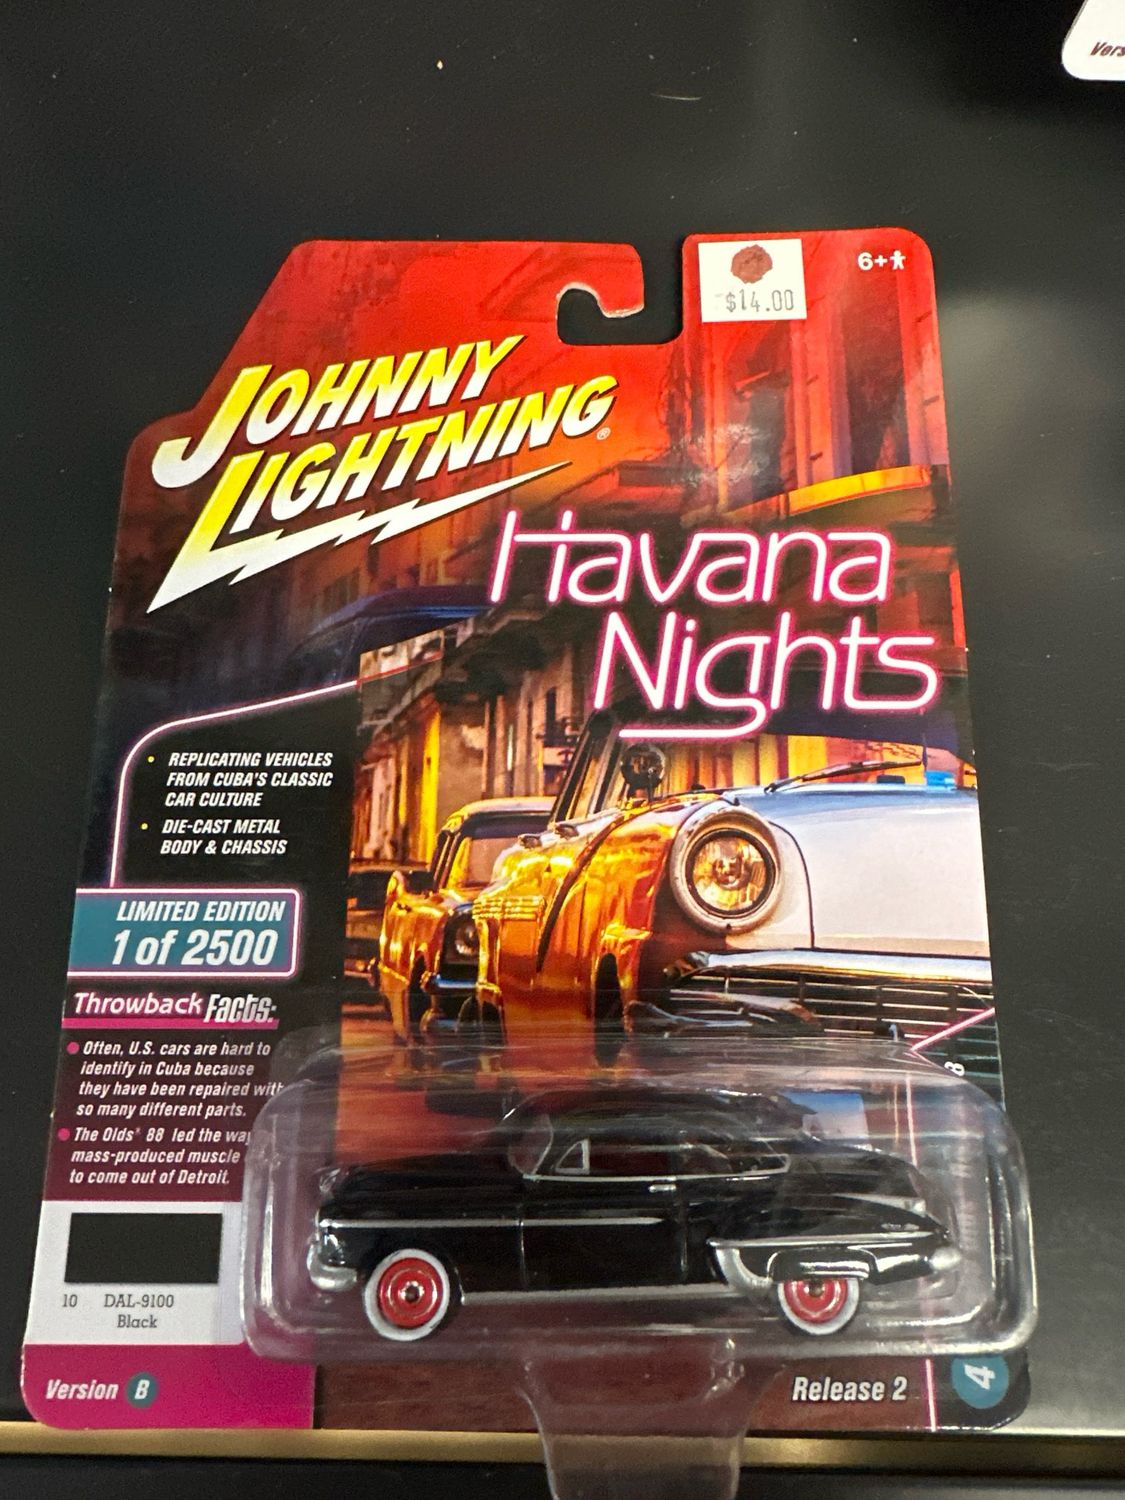 Vers
6+
$14.00
JOHNNY
LIGHTNING®
Havana
Nights
• REPLICATING VEHICLES
FROM CUBA'S CLASSIC
CAR CULTURE
• DIE-CAST METAL
BODY & CHASSIS
LIMITED EDITION
1 of 2500
Throwback Facts:
Often, U.S. cars are hard to
identify in Cuba because
they have been repaired with
so many different parts.
The Olds® 88 led the way
mass-produced muscle
to come out of Detroit.
8
10 DAL-9100
Black
Version B
Release 2
4